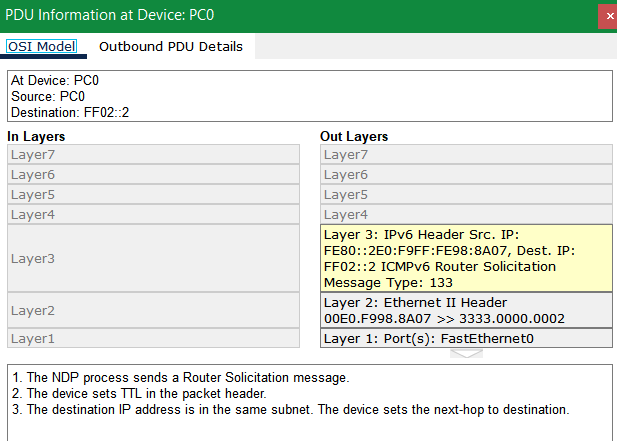 PDU Information at Device: PC0
OSI Model Outbound PDU Details
At Device: PC0
Source: PC0
Destination: FF02::2
In Layers
Layer7
Layer6
Layer5
Layer4
Layer3
Layer2
Layer1
Out Layers
Layer7
Layer6
Layer5
Layer4
Layer 3: IPv6 Header Src. IP:
FE80::2E0:F9FF:FE98:8A07, Dest. IP:
FF02::2 ICMPv6 Router Solicitation
Message Type: 133
Layer 2: Ethernet II Header
00E0.F998.8A07 >> 3333.0000.0002
Layer 1: Port(s): FastEthernet0
1. The NDP process sends a Router Solicitation message.
2. The device sets TTL in the packet header.
3. The destination IP address is in the same subnet. The device sets the next-hop to destination.